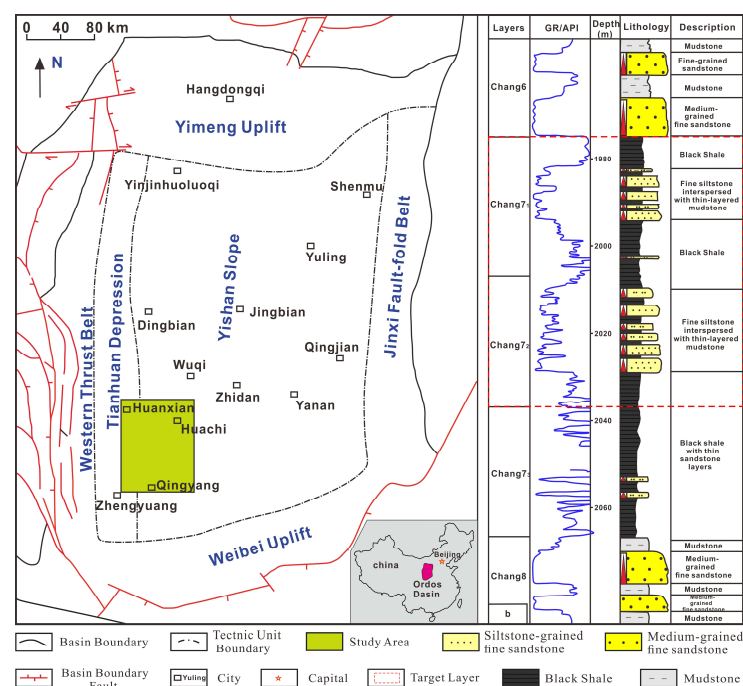 0 40 80 km
N
Hangdongqi
Yimeng Uplift
Yinjinhuoluoqi
Shenmu
Yuling
Jinxi Fault-fold Belt
Yishan Slope
Tianhuan Depression
Western Thrust Belt
Dingbian
Jingbian
Qingjian
Wuqi
Zhidan
Yanan
Huanxian
Huachi
Qingyang
Zhengyuang
Weibei Uplift
china
Beijing
Ordos
Dasin
Layers
GR/API
Depth
(m)
Lithology
Description
Chang6
Chang7₁
Chang7₂
Chang7₃
Chang8
b
1980
2000
2020
2040
2060
Mudstone
Fine-grained
sandstone
Mudstone
Medium-
grained
fine sandstone
Black Shale
Fine siltstone
interspersed
with thin-layered
mudstone
Black Shale
Fine siltstone
interspersed
with thin-layered
mudstone
Black shale
with thin
sandstone
layers
Mudstone
Medium-
grained
fine sandstone
Mudstone
Medium-
grained
fine sandstone
Mudstone
Basin Boundary
Tectnic Unit
Boundary
Study Area
Siltstone-grained
fine sandstone
Medium-grained
fine sandstone
Basin Boundary
Fault
Yuling
City
Capital
Target Layer
Black Shale
Mudstone